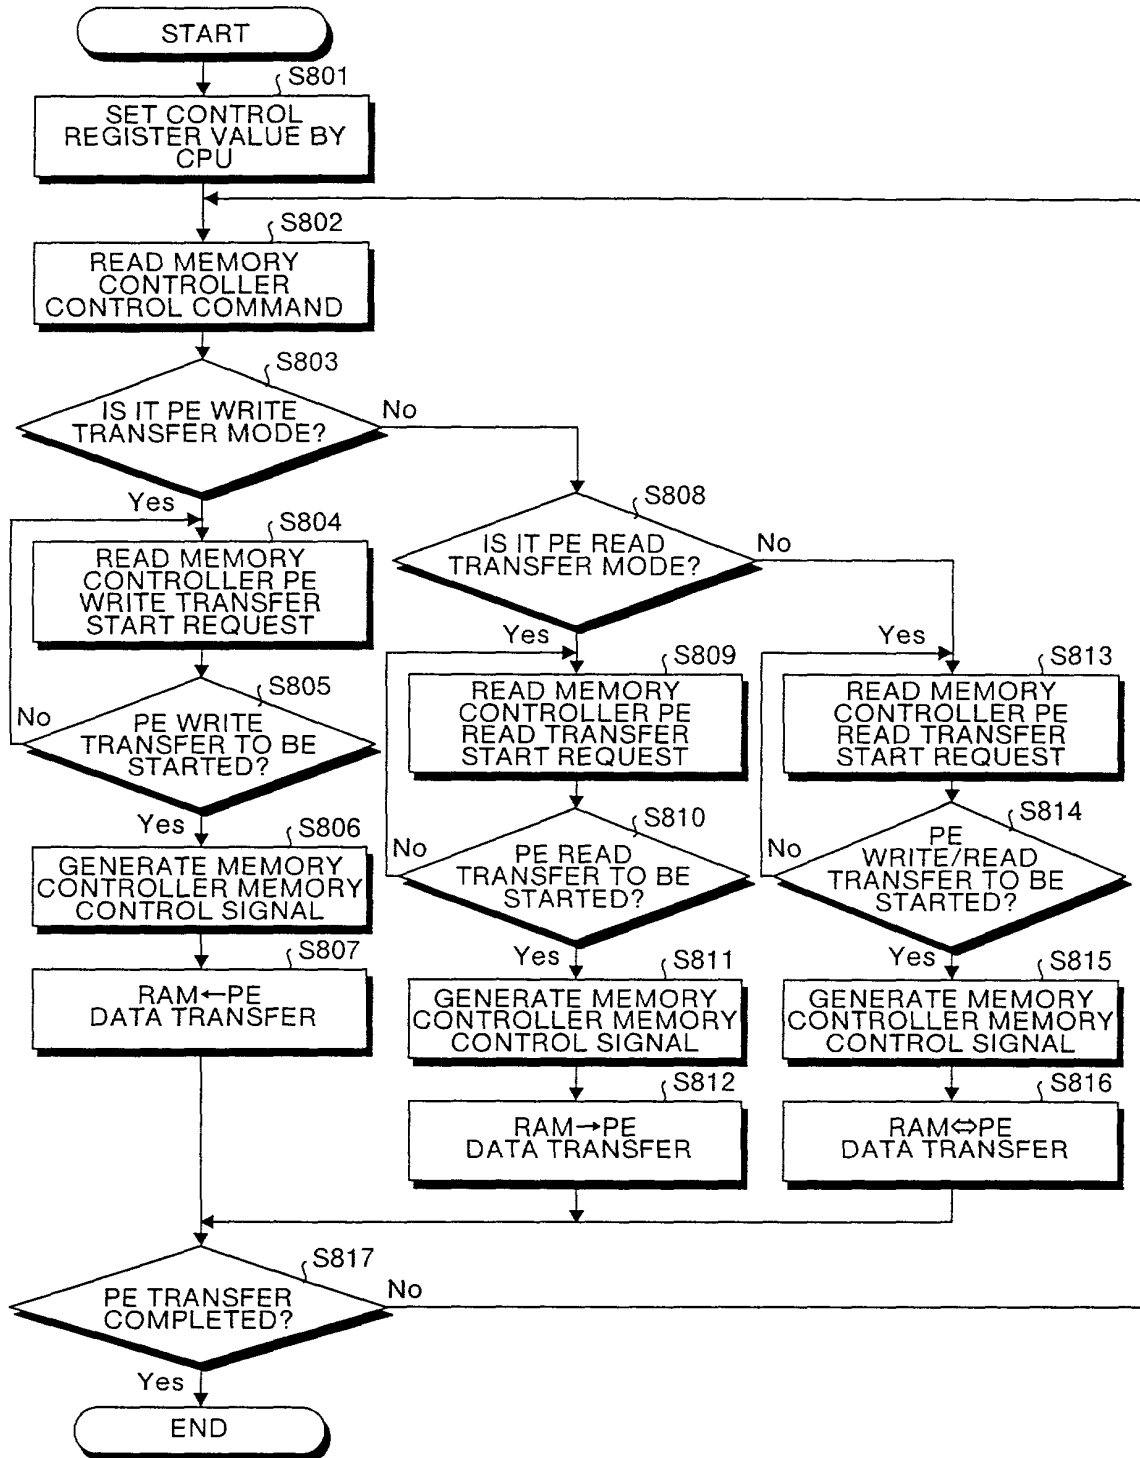 START
S801
SET CONTROL
REGISTER VALUE BY
CPU
S802
READ MEMORY
CONTROLLER
CONTROL COMMAND
S803
IS IT PE WRITE
TRANSFER MODE?
No
Yes
S804
READ MEMORY
CONTROLLER PE
WRITE TRANSFER
START REQUEST
S805
No
PE WRITE
TRANSFER TO BE
STARTED?
Yes
S806
GENERATE MEMORY
CONTROLLER MEMORY
CONTROL SIGNAL
S807
RAM←PE
DATA TRANSFER
S808
IS IT PE READ
TRANSFER MODE?
No
Yes
S809
READ MEMORY
CONTROLLER PE
READ TRANSFER
START REQUEST
S810
No
PE READ
TRANSFER TO BE
STARTED?
Yes
S811
GENERATE MEMORY
CONTROLLER MEMORY
CONTROL SIGNAL
S812
RAM→PE
DATA TRANSFER
Yes
S813
READ MEMORY
CONTROLLER PE
READ TRANSFER
START REQUEST
S814
No
PE
WRITE/READ
TRANSFER TO BE
STARTED?
Yes
S815
GENERATE MEMORY
CONTROLLER MEMORY
CONTROL SIGNAL
S816
RAM⇔PE
DATA TRANSFER
S817
PE TRANSFER
COMPLETED?
No
Yes
END